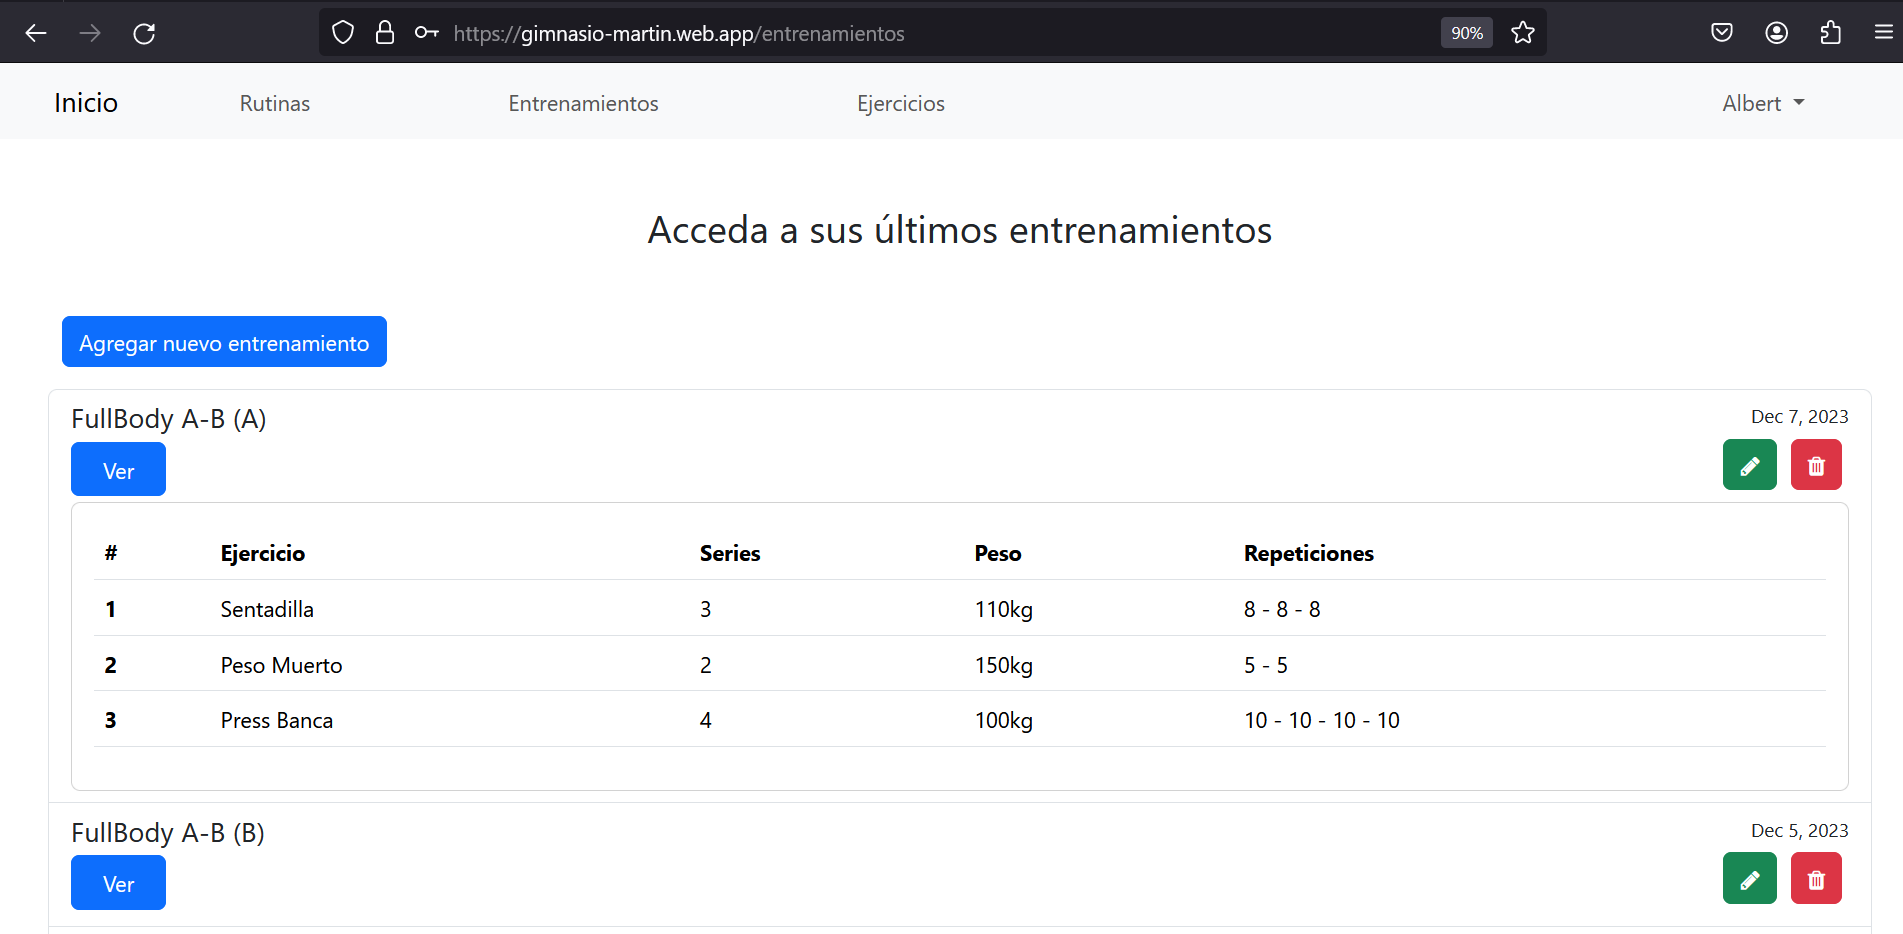 https://gimnasio-martin.web.app/entrenamientos 90%
Inicio Rutinas Entrenamientos Ejercicios Albert
Acceda a sus últimos entrenamientos
Agregar nuevo entrenamiento
FullBody A-B (A) Dec 7, 2023
Ver
# Ejercicio Series Peso Repeticiones
1 Sentadilla 3 110kg 8 - 8 - 8
2 Peso Muerto 2 150kg 5 - 5
3 Press Banca 4 100kg 10 - 10 - 10 - 10
FullBody A-B (B) Dec 5, 2023
Ver